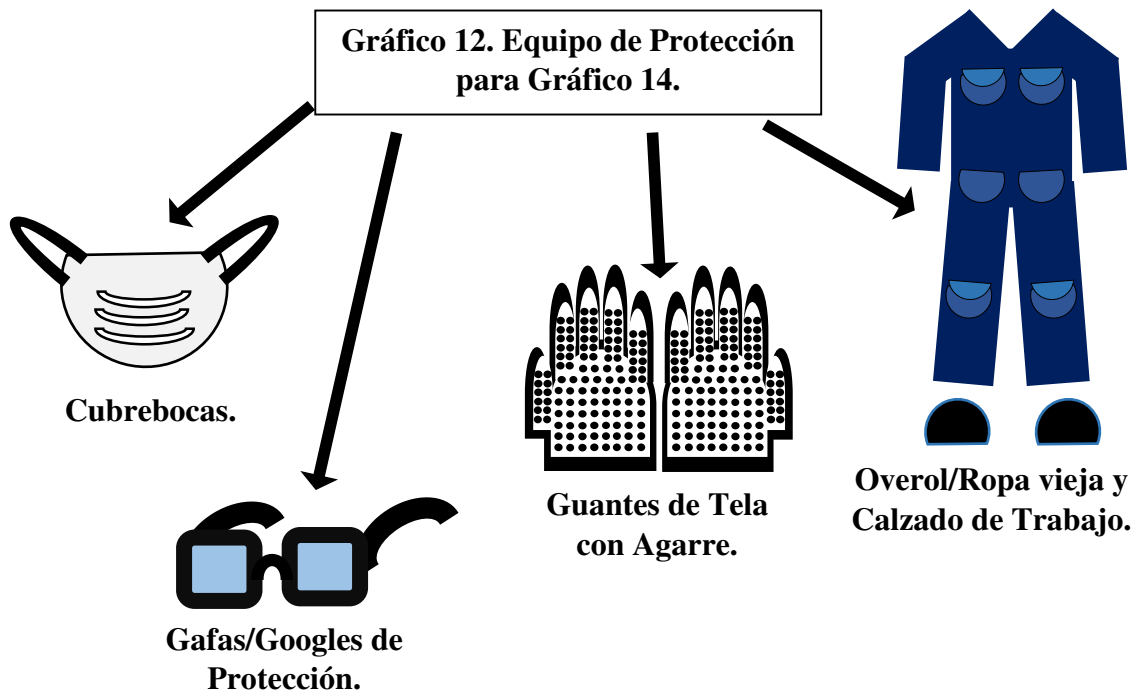 Gráfico 12. Equipo de Protección
para Gráfico 14.
Cubrebocas.
Gafas/Googles de
Protección.
Guantes de Tela
con Agarre.
Overol/Ropa vieja y
Calzado de Trabajo.